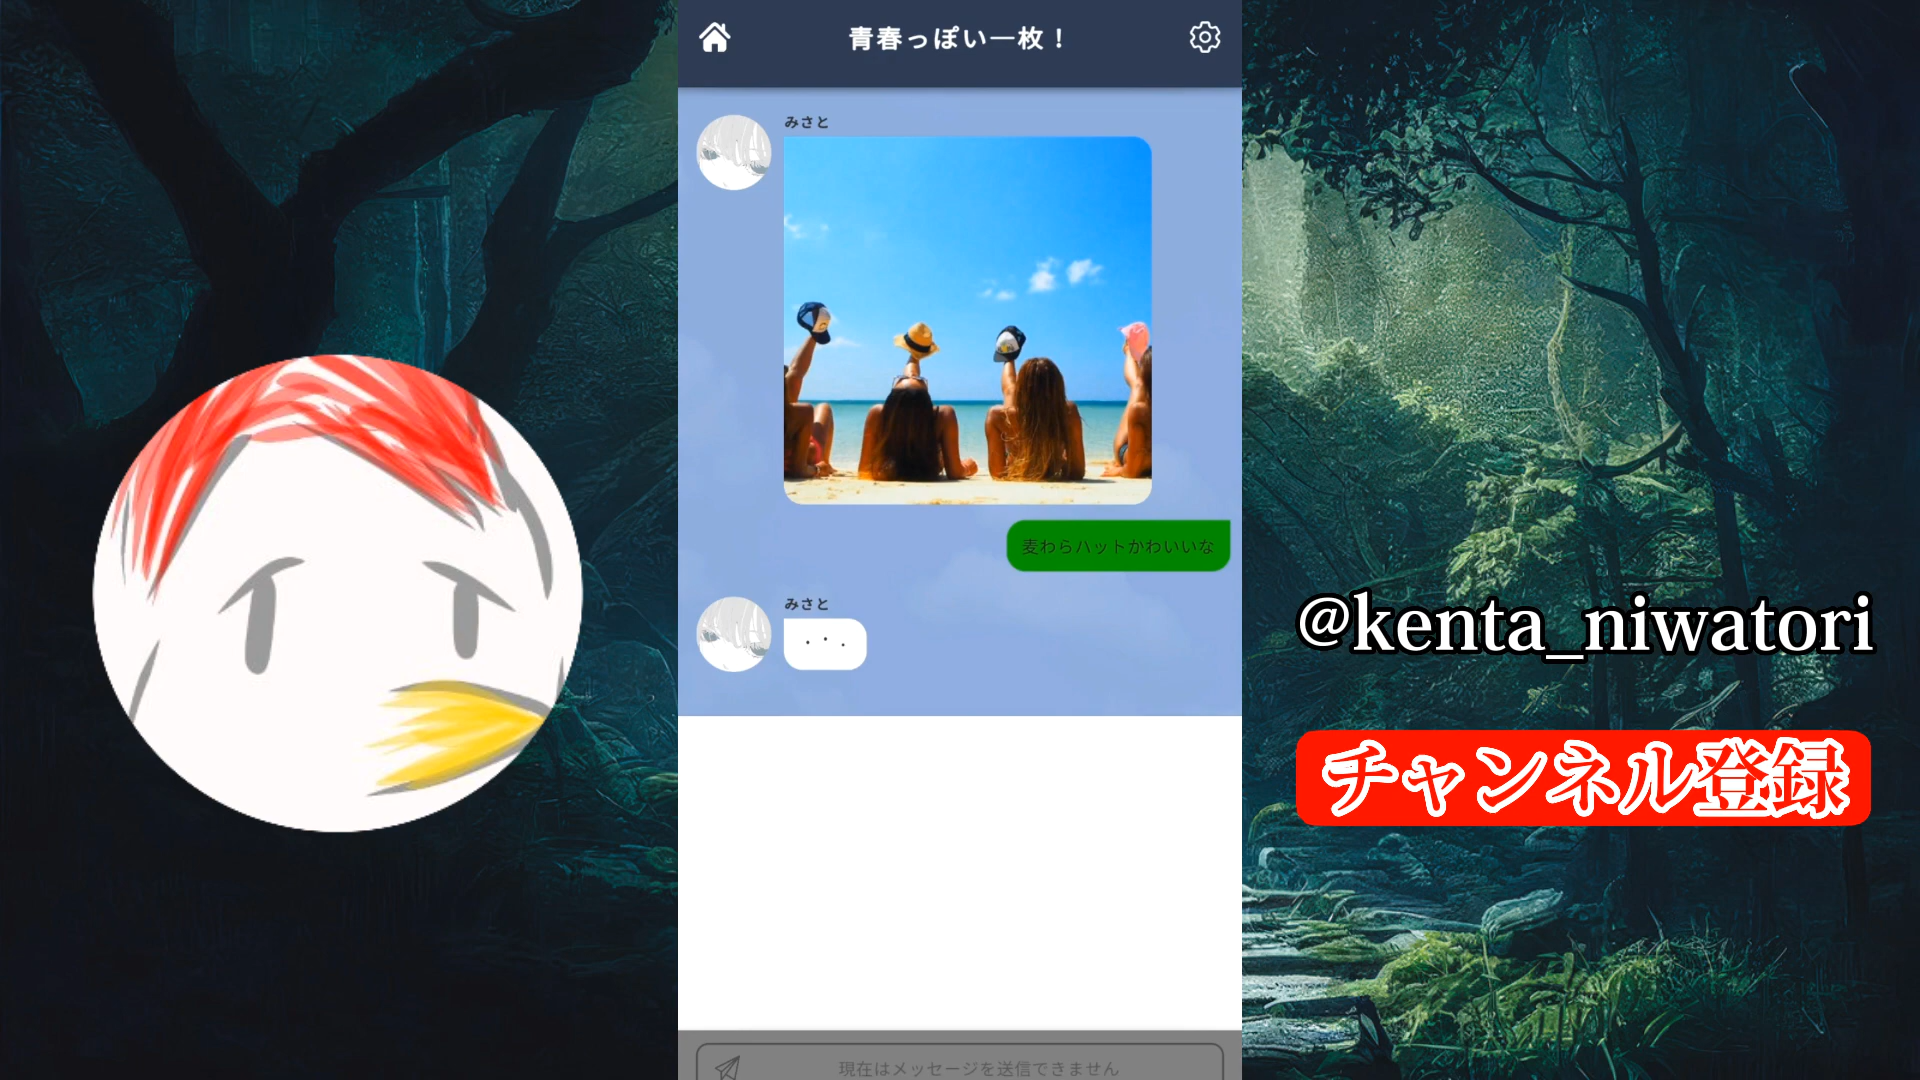 青春っぽい一枚！
みさと
麦わらハットかわいいな
みさと
...
現在はメッセージを送信できません
@kenta_niwatori
チャンネル登録